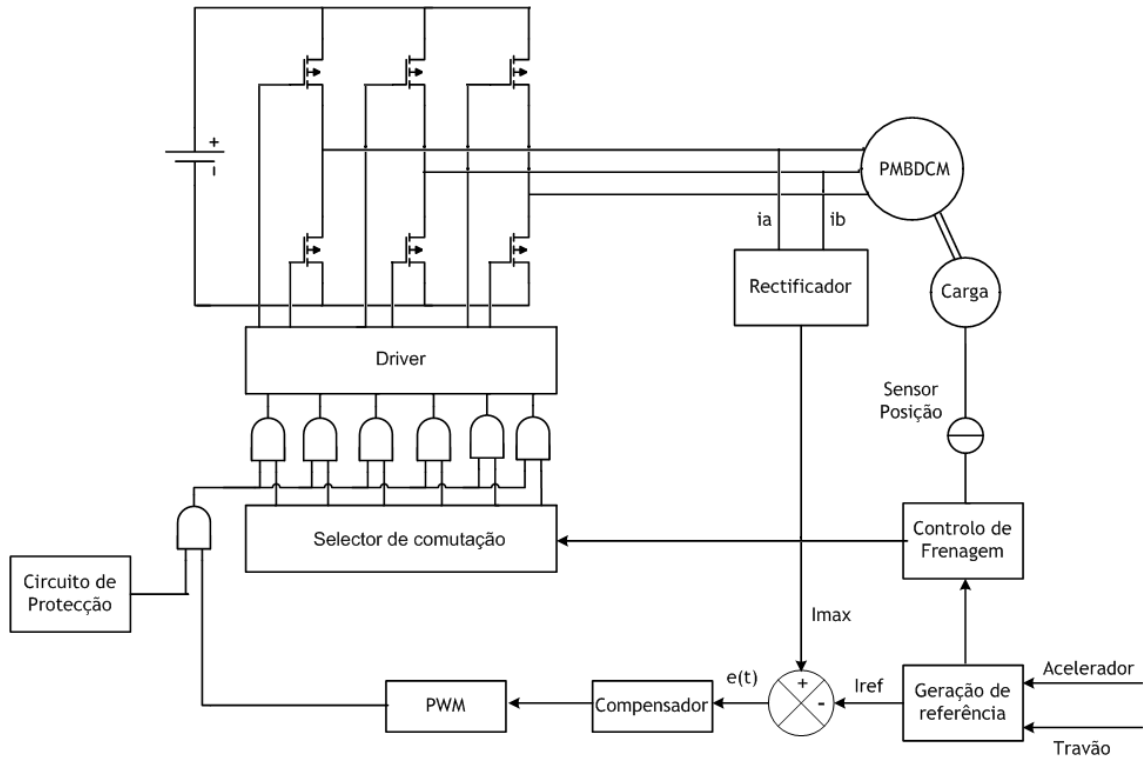 +
-
PMBDCM
ia
ib
Rectificador
Carga
Driver
Sensor
Posição
Selector de comutação
Controlo de
Frenagem
Circuito de
Protecção
Imax
Acelerador
e(t)
+
-
Iref
Geração de
referência
PWM
Compensador
Travão